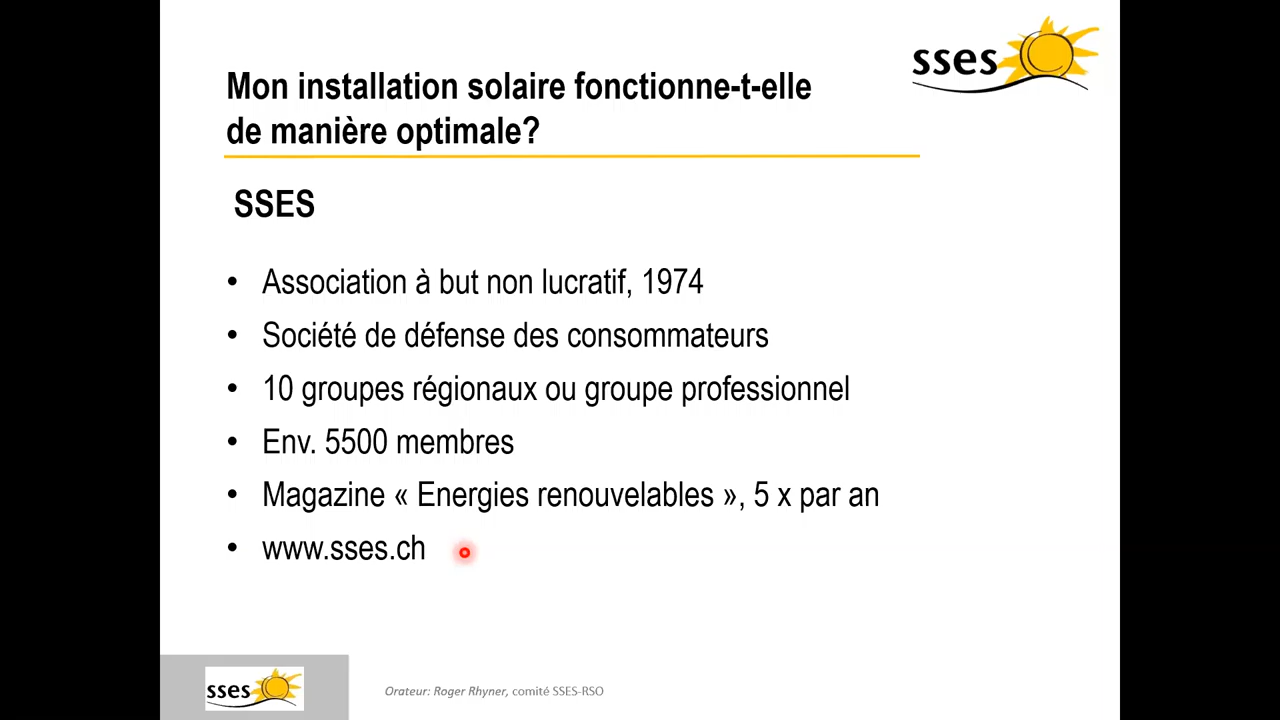 sses
Mon installation solaire fonctionne-t-elle
de manière optimale?
SSES
• Association à but non lucratif, 1974
• Société de défense des consommateurs
• 10 groupes régionaux ou groupe professionnel
• Env. 5500 membres
• Magazine « Energies renouvelables », 5 x par an
• www.sses.ch
sses
Orateur: Roger Rhyner, comité SSES-RSO